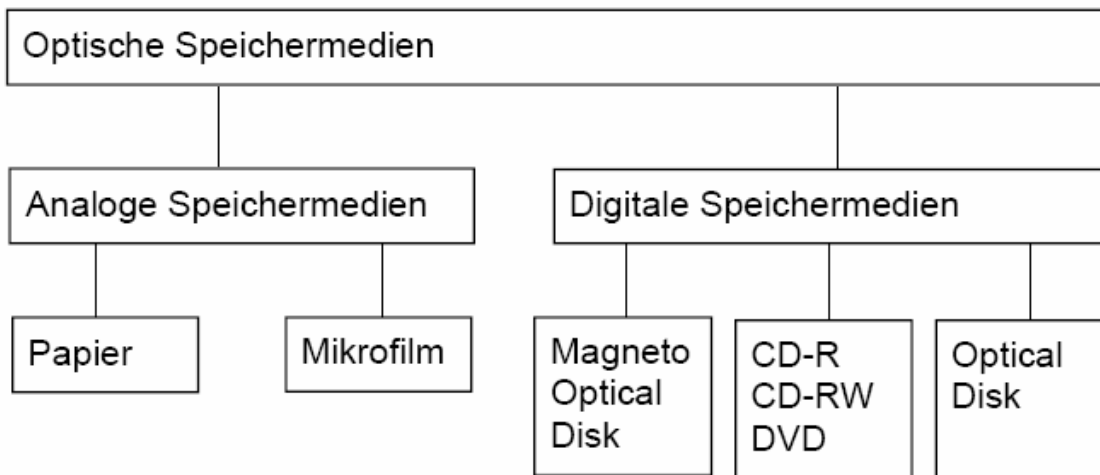 Optische Speichermedien
Analoge Speichermedien
Digitale Speichermedien
Papier
Mikrofilm
Magneto
Optical
Disk
CD-R
CD-RW
DVD
Optical
Disk